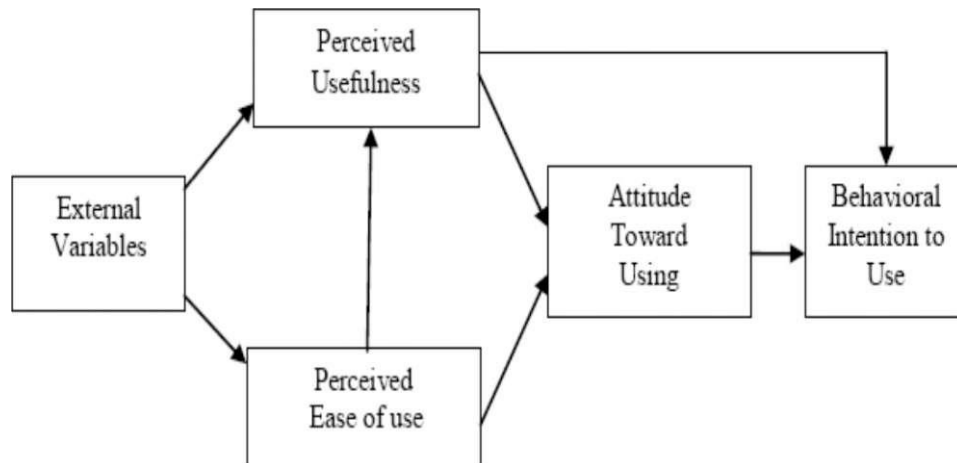 Perceived
Usefulness
External
Variables
Attitude
Toward
Using
Behavioral
Intention to
Use
Perceived
Ease of use